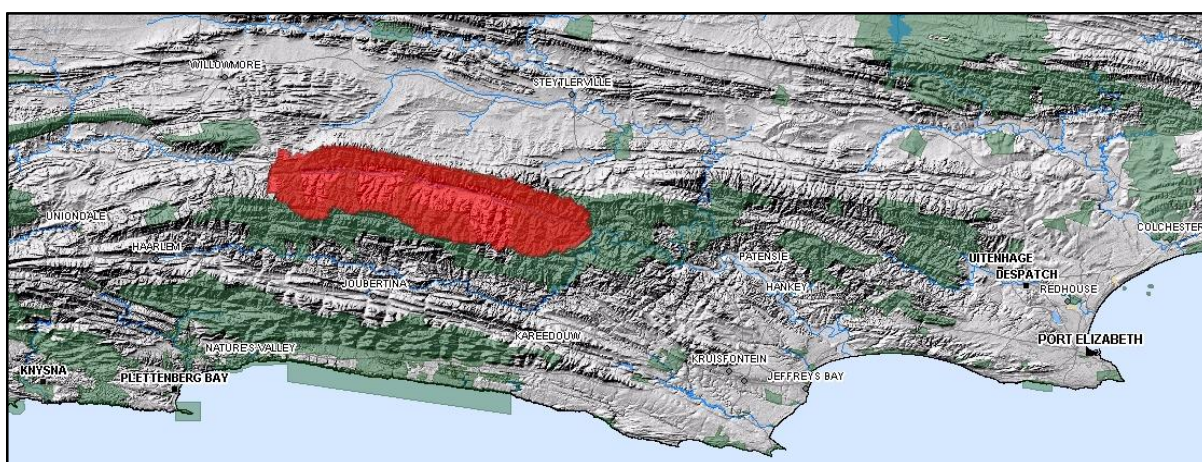 WILLOWMORE
STEYTLERVILLE
UNIONDALE
HAARLEM
COLCHESTER
JOUBERTINA
PATENSIE
UITENHAGE
DESPATCH
HANKEY
REDHOUSE
KAREEDOUW
NATURE'S VALLEY
KRUISFONTEIN
PORT ELIZABETH
KNYSNA
PLETTENBERG BAY
JEFFREYS BAY